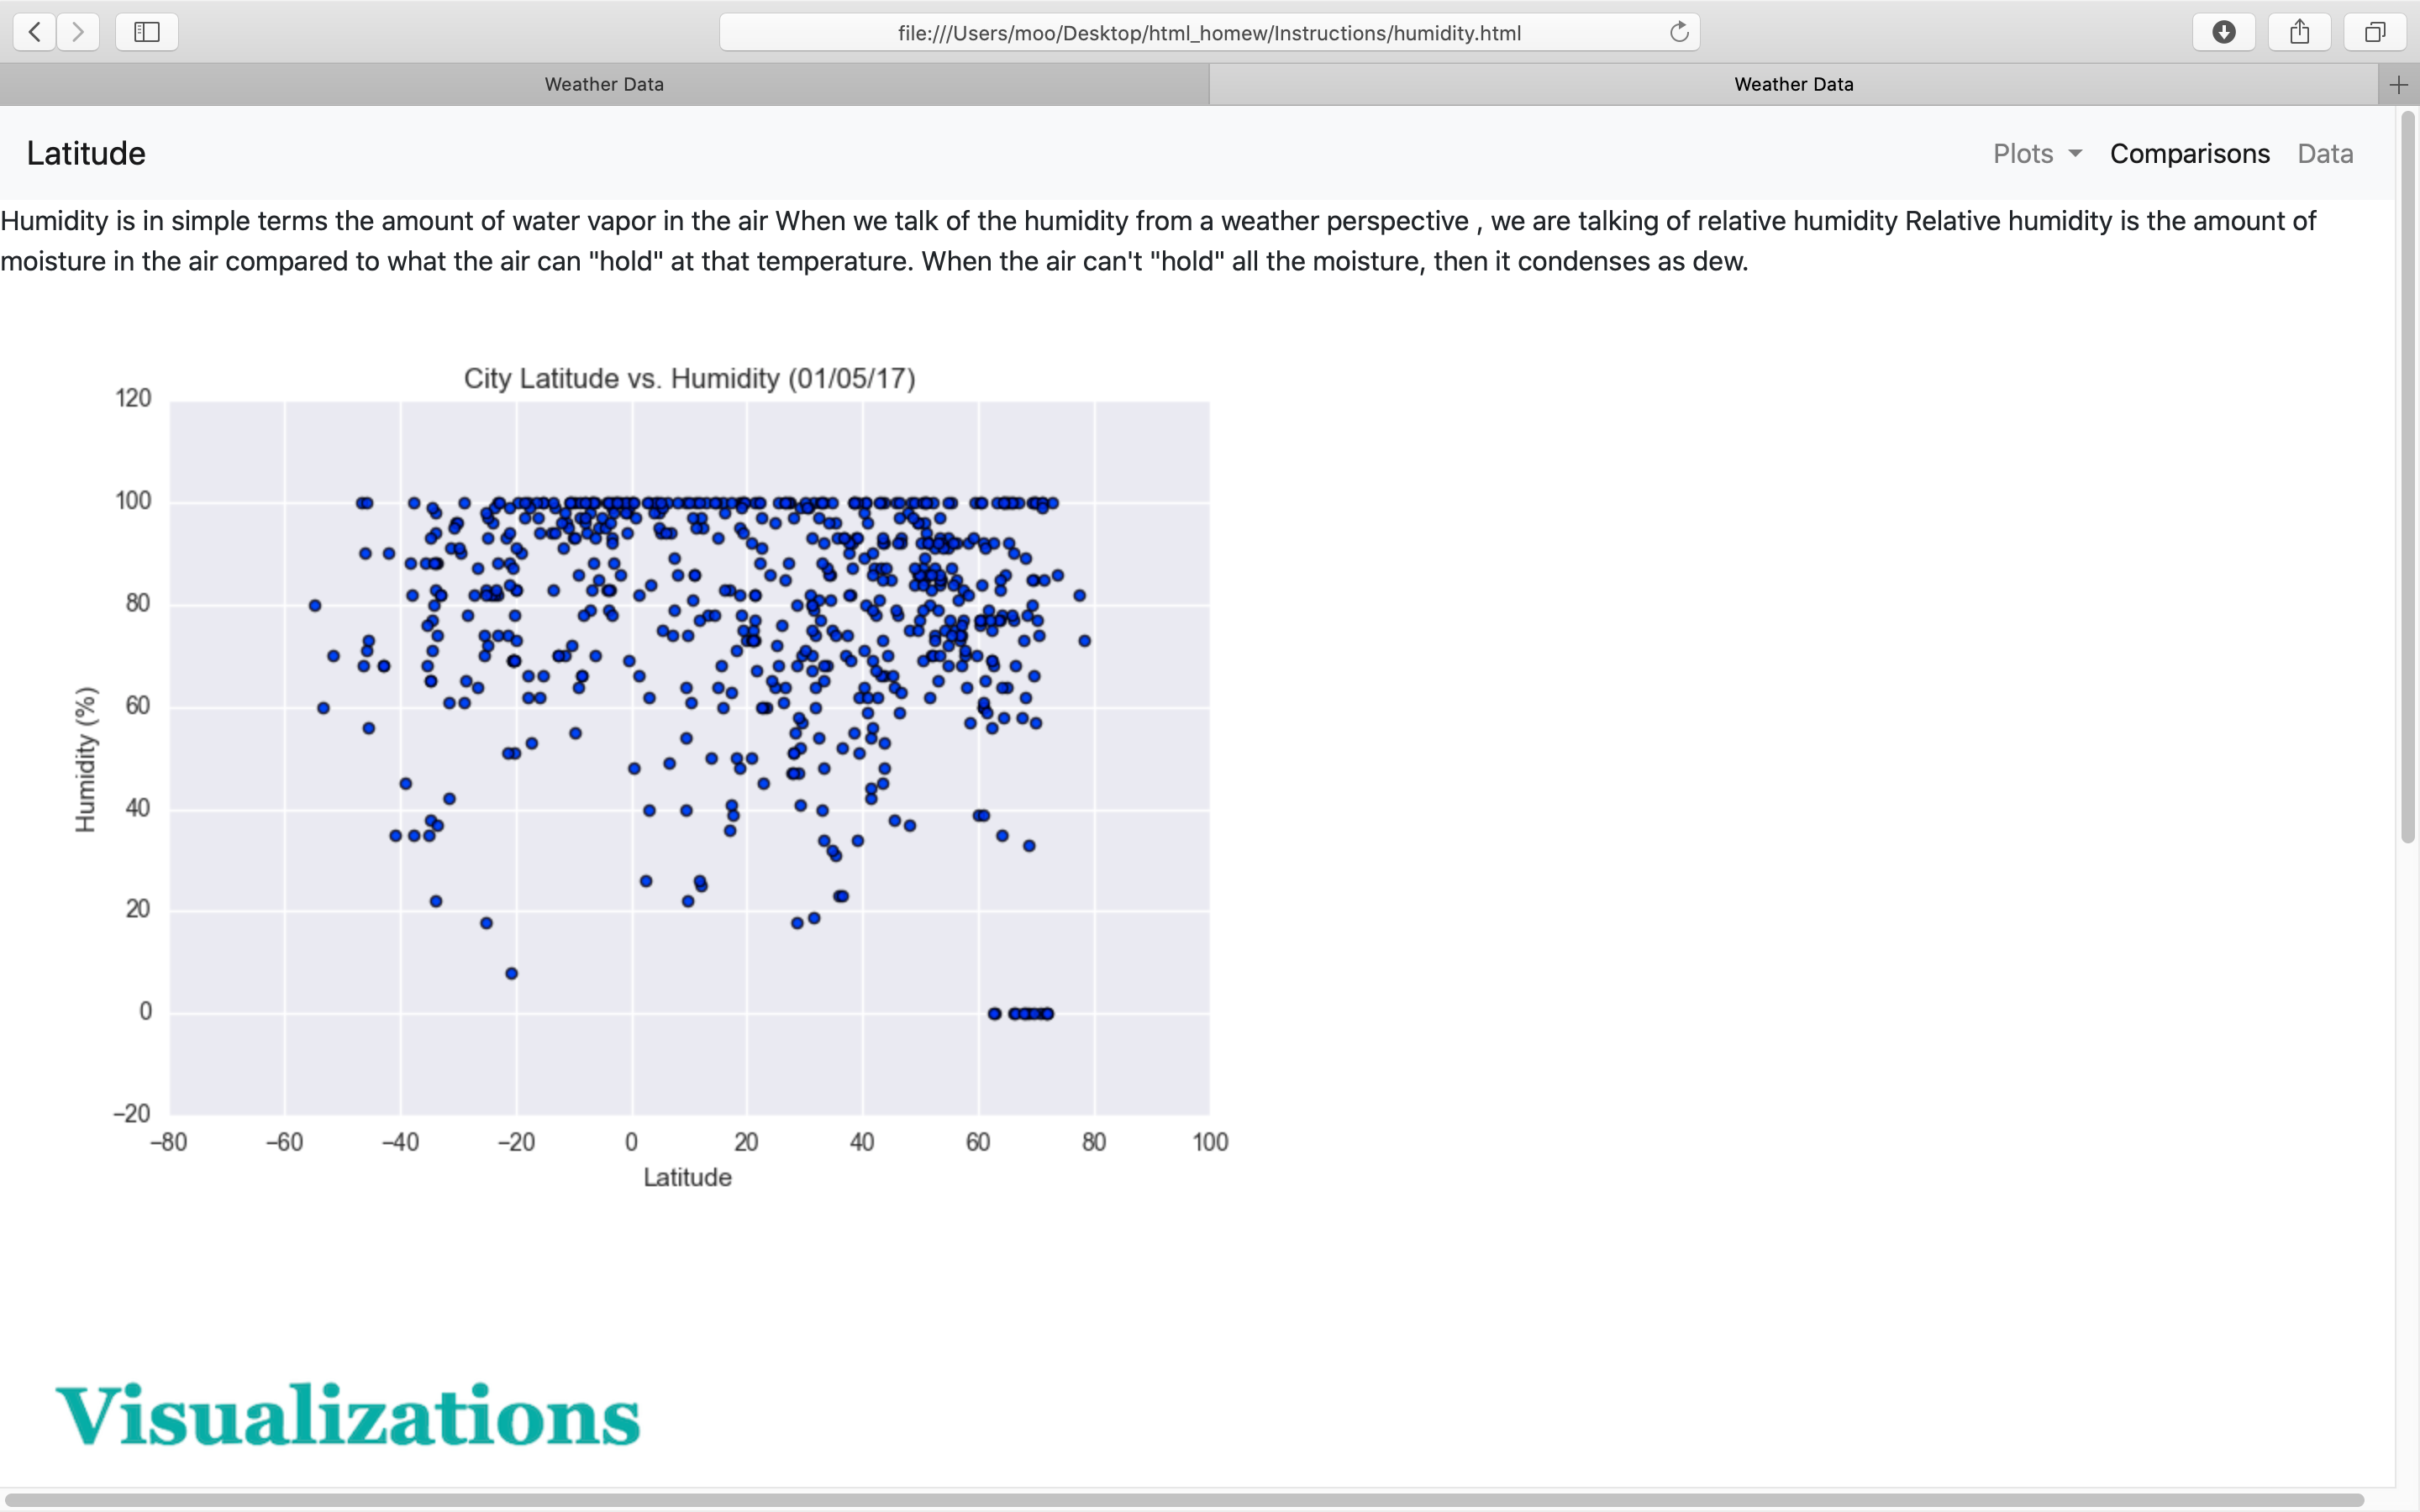 file:///Users/moo/Desktop/html_homew/Instructions/humidity.html
Weather Data
Weather Data
Latitude
Plots
Comparisons
Data
Humidity is in simple terms the amount of water vapor in the air When we talk of the humidity from a weather perspective , we are talking of relative humidity Relative humidity is the amount of
moisture in the air compared to what the air can "hold" at that temperature. When the air can't "hold" all the moisture, then it condenses as dew.
City Latitude vs. Humidity (01/05/17)
120
100
80
60
40
20
0
−20
Humidity (%)
−80 −60 −40 −20 0 20 40 60 80 100
Latitude
Visualizations